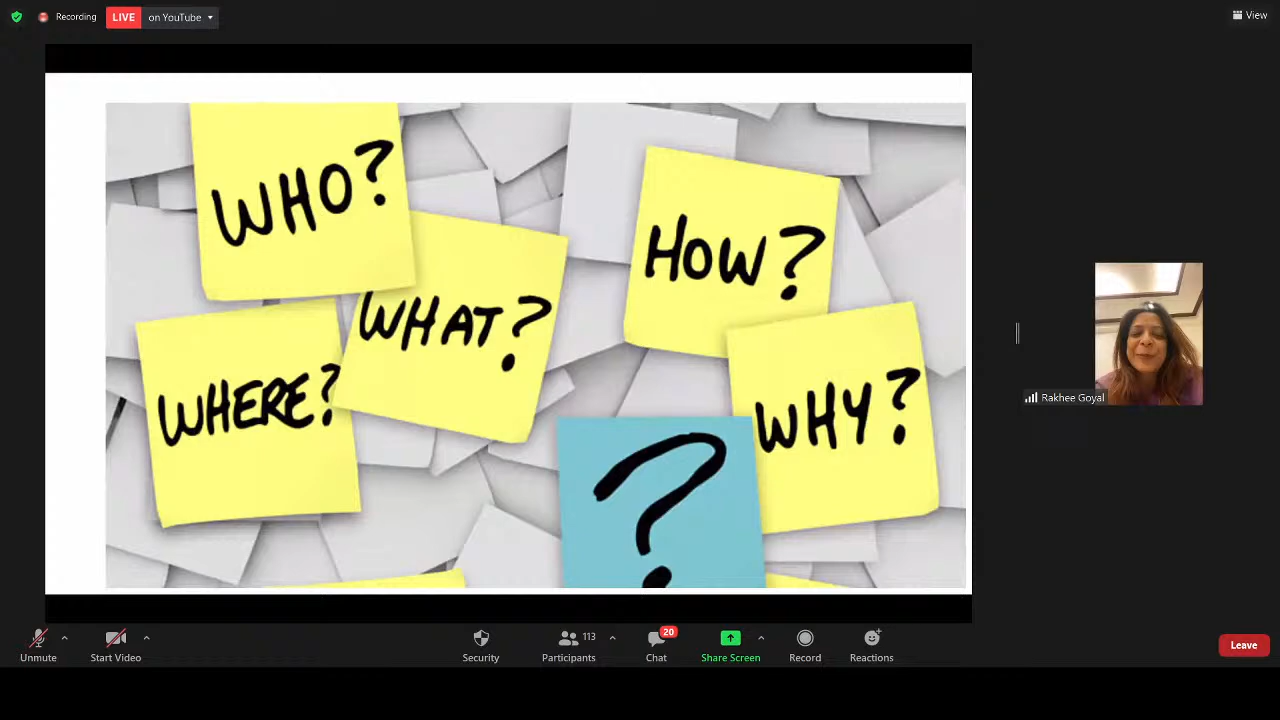 Recording
LIVE on YouTube
View
WHO?
WHAT?
WHERE?
HOW?
WHY?
?
Rakhee Goyal
Unmute
Start Video
Security
Participants 113
Chat 20
Share Screen
Record
Reactions
Leave